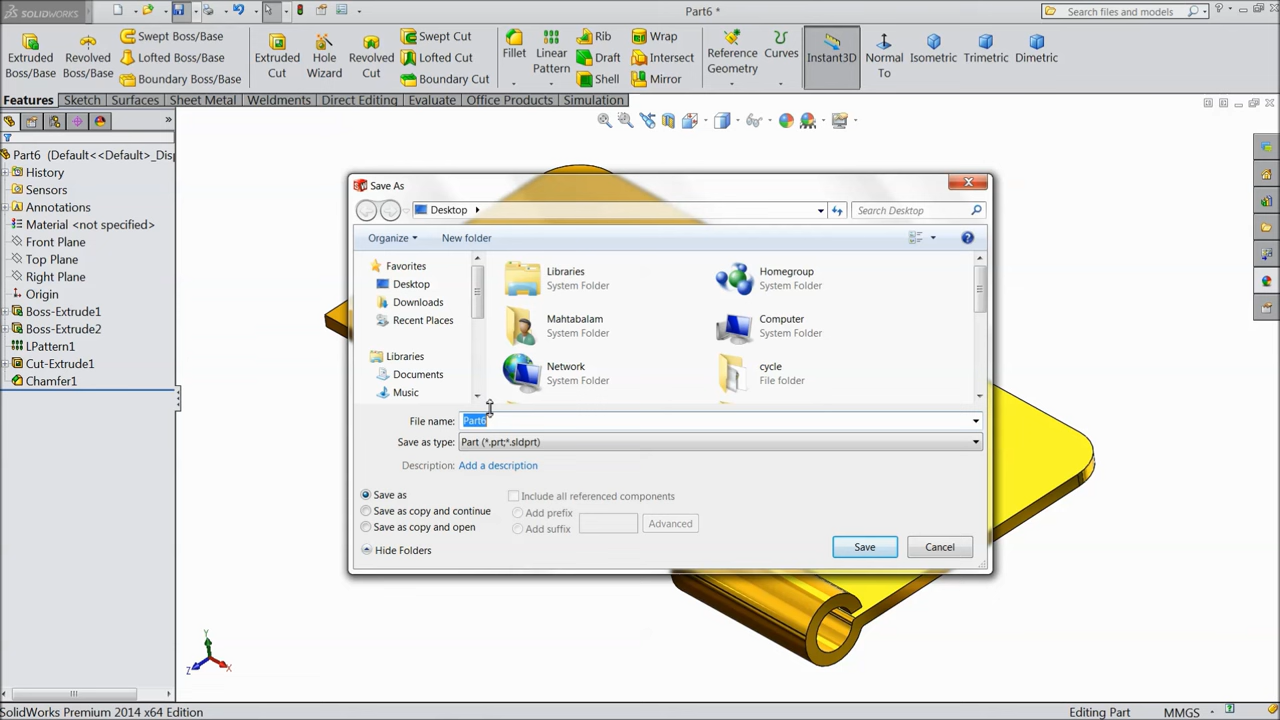 SOLIDWORKS
Part6 *
Search files and models
Extruded Boss/Base
Revolved Boss/Base
Swept Boss/Base
Lofted Boss/Base
Boundary Boss/Base
Extruded Cut
Hole Wizard
Revolved Cut
Swept Cut
Lofted Cut
Boundary Cut
Fillet
Linear Pattern
Rib
Draft
Shell
Wrap
Intersect
Mirror
Reference Geometry
Curves
Instant3D
Normal To
Isometric
Trimetric
Dimetric
Features
Sketch
Surfaces
Sheet Metal
Weldments
Direct Editing
Evaluate
Office Products
Simulation
Part6 (Default<<Default>_Disp
History
Sensors
Annotations
Material <not specified>
Front Plane
Top Plane
Right Plane
Origin
Boss-Extrude1
Boss-Extrude2
LPattern1
Cut-Extrude1
Chamfer1
Save As
Desktop
Search Desktop
Organize
New folder
Favorites
Desktop
Downloads
Recent Places
Libraries
Documents
Music
Libraries
System Folder
Homegroup
System Folder
Mahtabalam
System Folder
Computer
System Folder
Network
System Folder
cycle
File folder
File name: Part6
Save as type: Part (*.prt;*.sldprt)
Description: Add a description
Save as
Save as copy and continue
Save as copy and open
Include all referenced components
Add prefix
Add suffix
Advanced
Hide Folders
Save
Cancel
Y
Z
X
SolidWorks Premium 2014 x64 Edition
Editing Part
MMGS